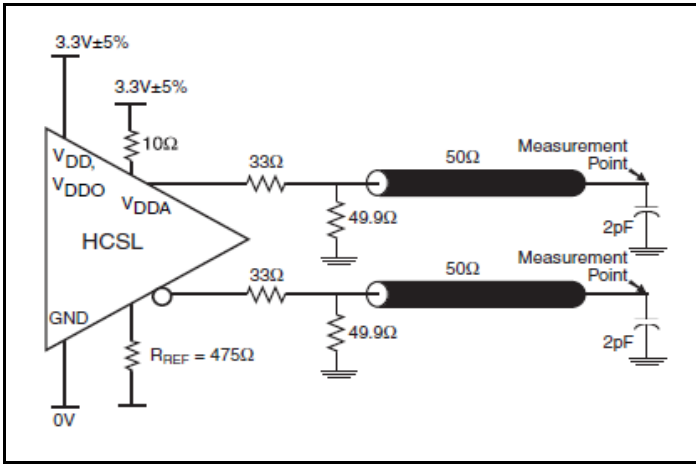 3.3V±5%
3.3V±5%
10Ω
VDD,
VDDO
VDDA
HCSL
GND
0V
RREF = 475Ω
33Ω
49.9Ω
50Ω
Measurement
Point
2pF
33Ω
49.9Ω
50Ω
Measurement
Point
2pF